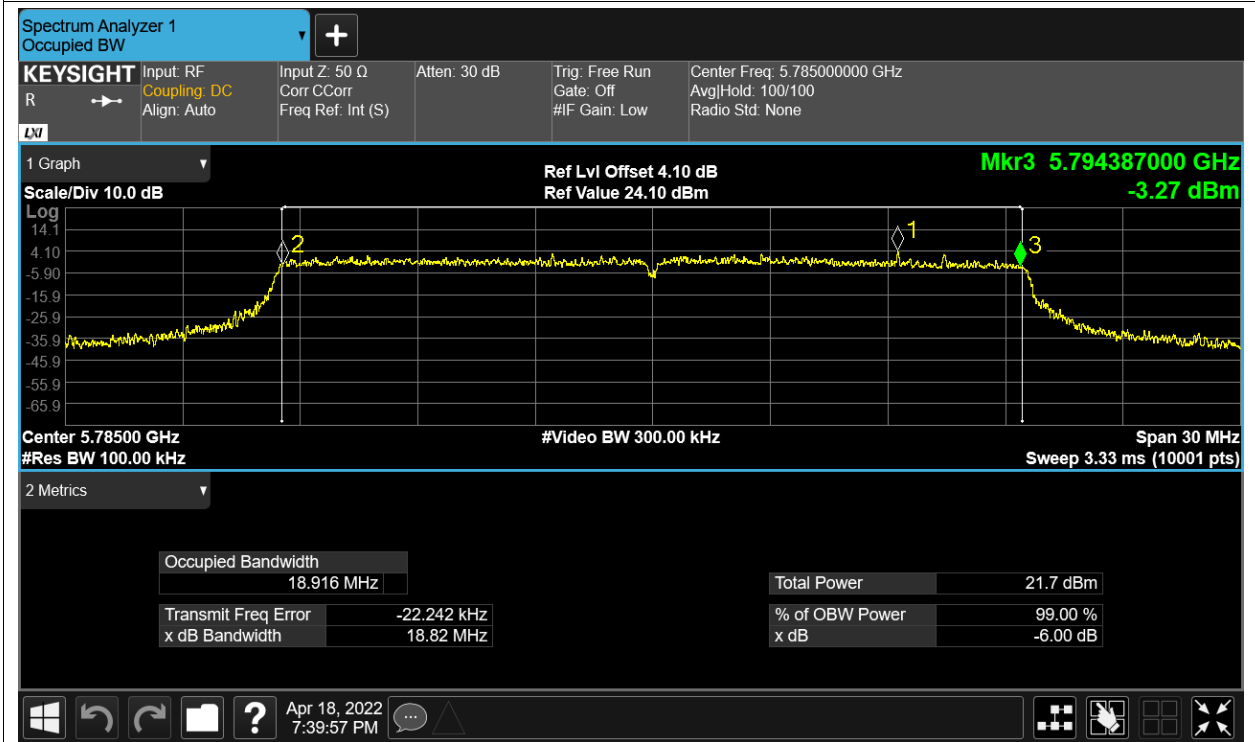 Spectrum Analyzer 1
Occupied BW
KEYSIGHT
R
LXI
Input: RF
Coupling: DC
Align: Auto
Input Z: 50 Ω
Corr CCorr
Freq Ref: Int (S)
Atten: 30 dB
Trig: Free Run
Gate: Off
#IF Gain: Low
Center Freq: 5.785000000 GHz
Avg|Hold: 100/100
Radio Std: None
1 Graph
Scale/Div 10.0 dB
Ref Lvl Offset 4.10 dB
Ref Value 24.10 dBm
Mkr3 5.794387000 GHz
-3.27 dBm
Log
14.1
4.10
-5.90
-15.9
-25.9
-35.9
-45.9
-55.9
-65.9
2
1
3
Center 5.78500 GHz
#Video BW 300.00 kHz
Span 30 MHz
#Res BW 100.00 kHz
Sweep 3.33 ms (10001 pts)
2 Metrics
Occupied Bandwidth
18.916 MHz
Transmit Freq Error -22.242 kHz
x dB Bandwidth 18.82 MHz
Total Power 21.7 dBm
% of OBW Power 99.00 %
x dB -6.00 dB
?
Apr 18, 2022
7:39:57 PM